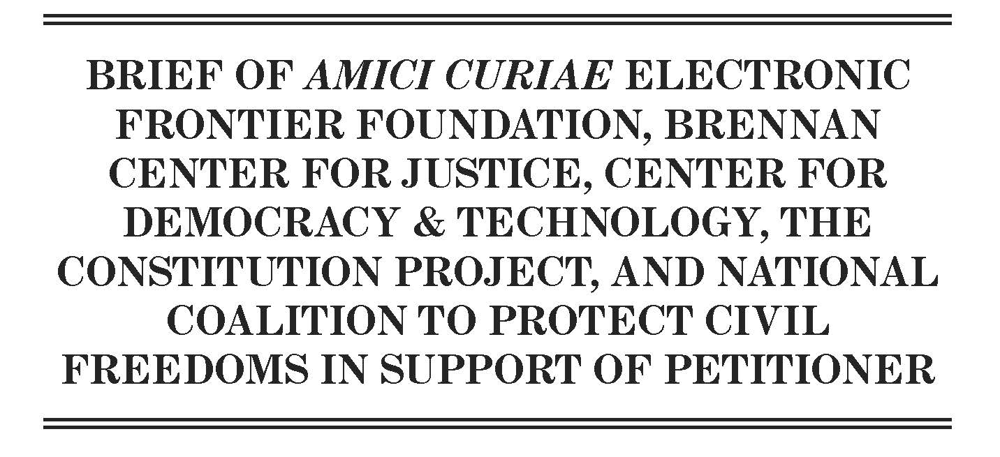 BRIEF OF AMICI CURIAE ELECTRONIC
FRONTIER FOUNDATION, BRENNAN
CENTER FOR JUSTICE, CENTER FOR
DEMOCRACY & TECHNOLOGY, THE
CONSTITUTION PROJECT, AND NATIONAL
COALITION TO PROTECT CIVIL
FREEDOMS IN SUPPORT OF PETITIONER